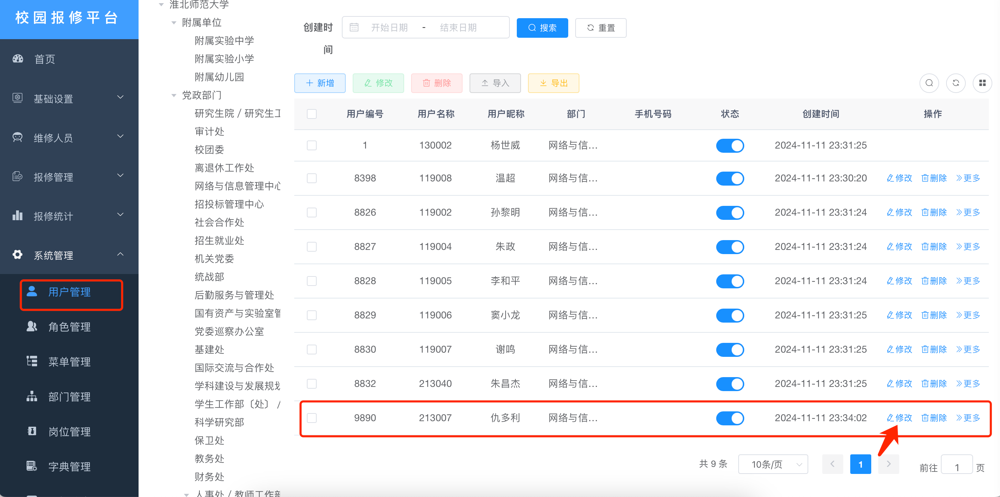 校园报修平台
首页
基础设置
维修人员
报修管理
报修统计
系统管理
用户管理
角色管理
菜单管理
部门管理
岗位管理
字典管理
淮北师范大学
附属单位
附属实验中学
附属实验小学
附属幼儿园
党政部门
研究生院 / 研究生工
审计处
校团委
离退休工作处
网络与信息管理中心
招投标管理中心
社会合作处
招生就业处
机关党委
统战部
后勤服务与管理处
国有资产与实验室管
党委巡察办公室
基建处
国际交流与合作处
学科建设与发展规划
学生工作部〔处〕 /
科学研究部
保卫处
教务处
财务处
人事处 / 教师工作部
创建时间 开始日期 - 结束日期 搜索 重置
新增 修改 删除 导入 导出
用户编号 用户名称 用户昵称 部门 手机号码 状态 创建时间 操作
1 130002 杨世威 网络与信... 2024-11-11 23:31:25
8398 119008 温超 网络与信... 2024-11-11 23:30:20 修改 删除 更多
8826 119002 孙黎明 网络与信... 2024-11-11 23:31:24 修改 删除 更多
8827 119004 朱政 网络与信... 2024-11-11 23:31:24 修改 删除 更多
8828 119005 李和平 网络与信... 2024-11-11 23:31:24 修改 删除 更多
8829 119006 窦小龙 网络与信... 2024-11-11 23:31:25 修改 删除 更多
8830 119007 谢鸣 网络与信... 2024-11-11 23:31:25 修改 删除 更多
8832 213040 朱昌杰 网络与信... 2024-11-11 23:31:25 修改 删除 更多
9890 213007 仇多利 网络与信... 2024-11-11 23:34:02 修改 删除 更多
共 9 条 10条/页 1 前往 1 页